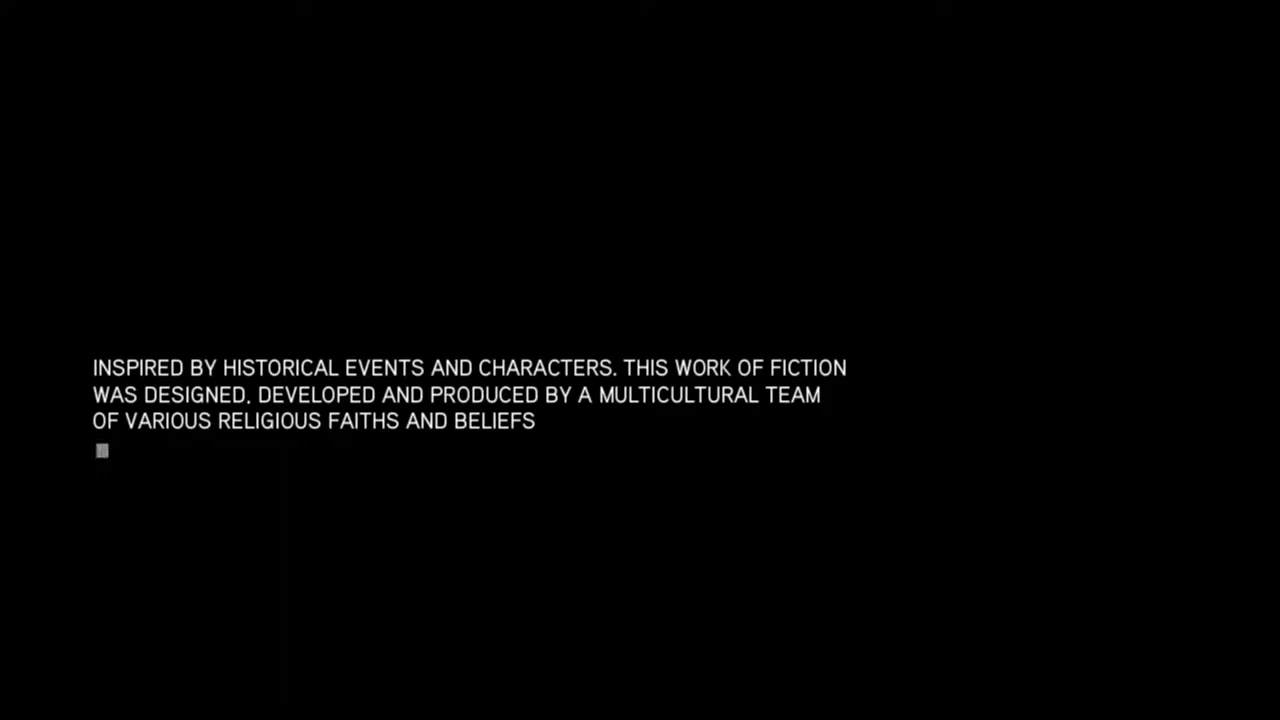 INSPIRED BY HISTORICAL EVENTS AND CHARACTERS. THIS WORK OF FICTION
WAS DESIGNED, DEVELOPED AND PRODUCED BY A MULTICULTURAL TEAM
OF VARIOUS RELIGIOUS FAITHS AND BELIEFS